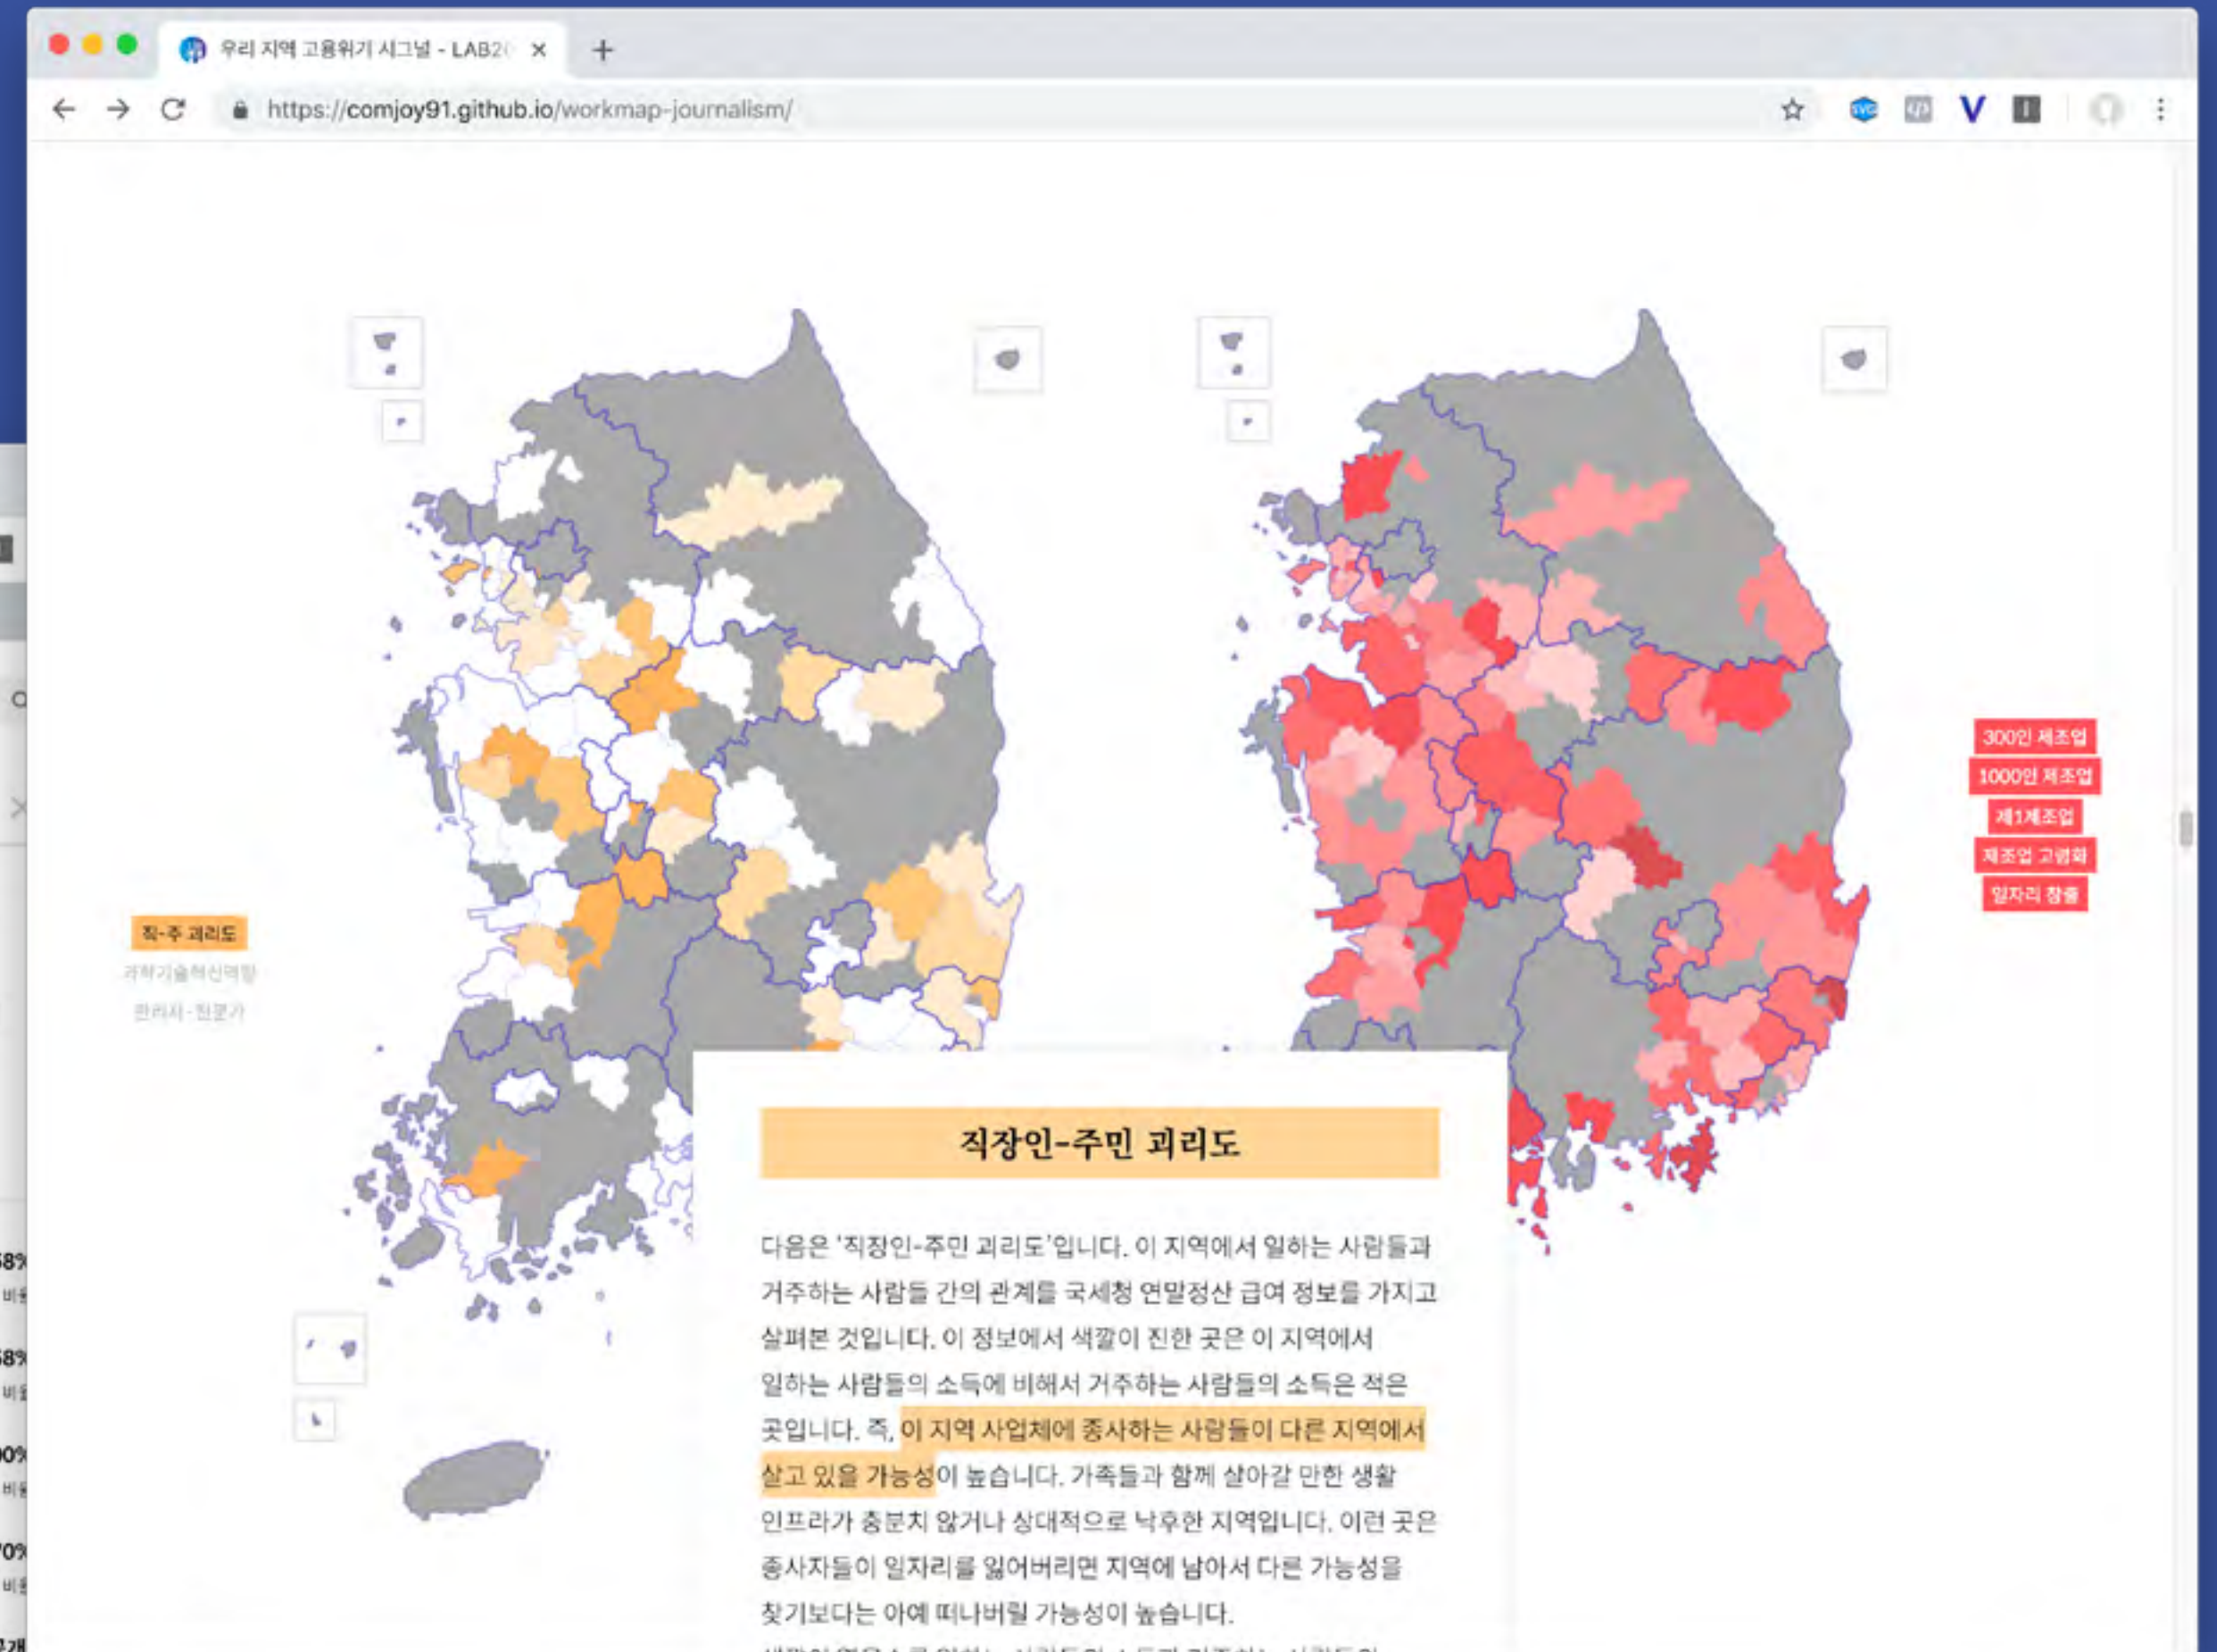 우리 지역 고용위기 시그널 - LAB2
https://comjoy91.github.io/workmap-journalism/
300인 제조업
1000인 제조업
제1제조업
제조업 고령화
일자리 창출
직-주 괴리도
과학기술혁신역량
관리자-전문가
직장인-주민 괴리도
다음은 '직장인-주민 괴리도'입니다. 이 지역에서 일하는 사람들과
거주하는 사람들 간의 관계를 국세청 연말정산 급여 정보를 가지고
살펴본 것입니다. 이 정보에서 색깔이 진한 곳은 이 지역에서
일하는 사람들의 소득에 비해서 거주하는 사람들의 소득은 적은
곳입니다. 즉, 이 지역 사업체에 종사하는 사람들이 다른 지역에서
살고 있을 가능성이 높습니다. 가족들과 함께 살아갈 만한 생활
인프라가 충분치 않거나 상대적으로 낙후한 지역입니다. 이런 곳은
종사자들이 일자리를 잃어버리면 지역에 남아서 다른 가능성을
찾기보다는 아예 떠나버릴 가능성이 높습니다.